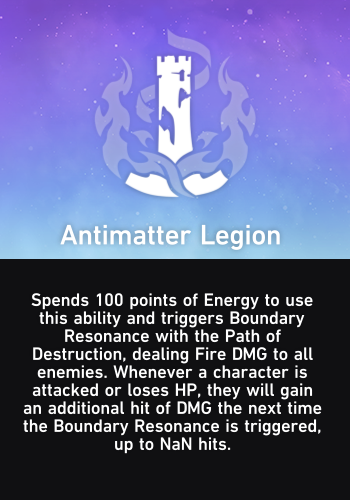 Antimatter Legion
Spends 100 points of Energy to use
this ability and triggers Boundary
Resonance with the Path of
Destruction, dealing Fire DMG to all
enemies. Whenever a character is
attacked or loses HP, they will gain
an additional hit of DMG the next time
the Boundary Resonance is triggered,
up to NaN hits.